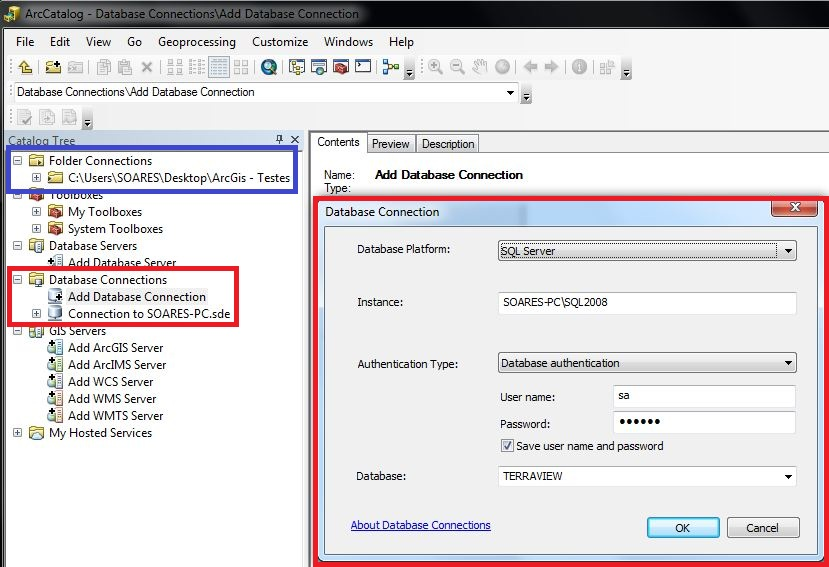 ArcCatalog - Database Connections\Add Database Connection
File Edit View Go Geoprocessing Customize Windows Help
Database Connections\Add Database Connection
Catalog Tree
Folder Connections
C:\Users\SOARES\Desktop\ArcGis - Testes
Toolboxes
My Toolboxes
System Toolboxes
Database Servers
Add Database Server
Database Connections
Add Database Connection
Connection to SOARES-PC.sde
GIS Servers
Add ArcGIS Server
Add ArcIMS Server
Add WCS Server
Add WMS Server
Add WMTS Server
My Hosted Services
Contents Preview Description
Name: Add Database Connection
Type:
Database Connection
Database Platform: SQL Server
Instance: SOARES-PC\SQL2008
Authentication Type: Database authentication
User name: sa
Password: ••••••
Save user name and password
Database: TERRAVIEW
About Database Connections OK Cancel